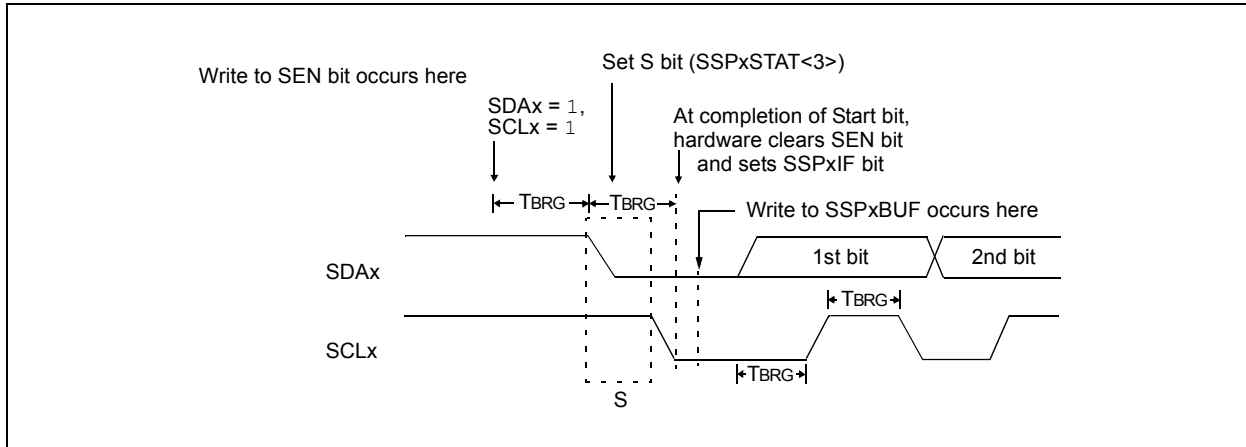 Set S bit (SSPxSTAT<3>)
Write to SEN bit occurs here
SDAx = 1,
SCLx = 1
At completion of Start bit,
hardware clears SEN bit
and sets SSPxIF bit
TBRG TBRG
Write to SSPxBUF occurs here
SDAx 1st bit 2nd bit
TBRG
SCLx
TBRG
S